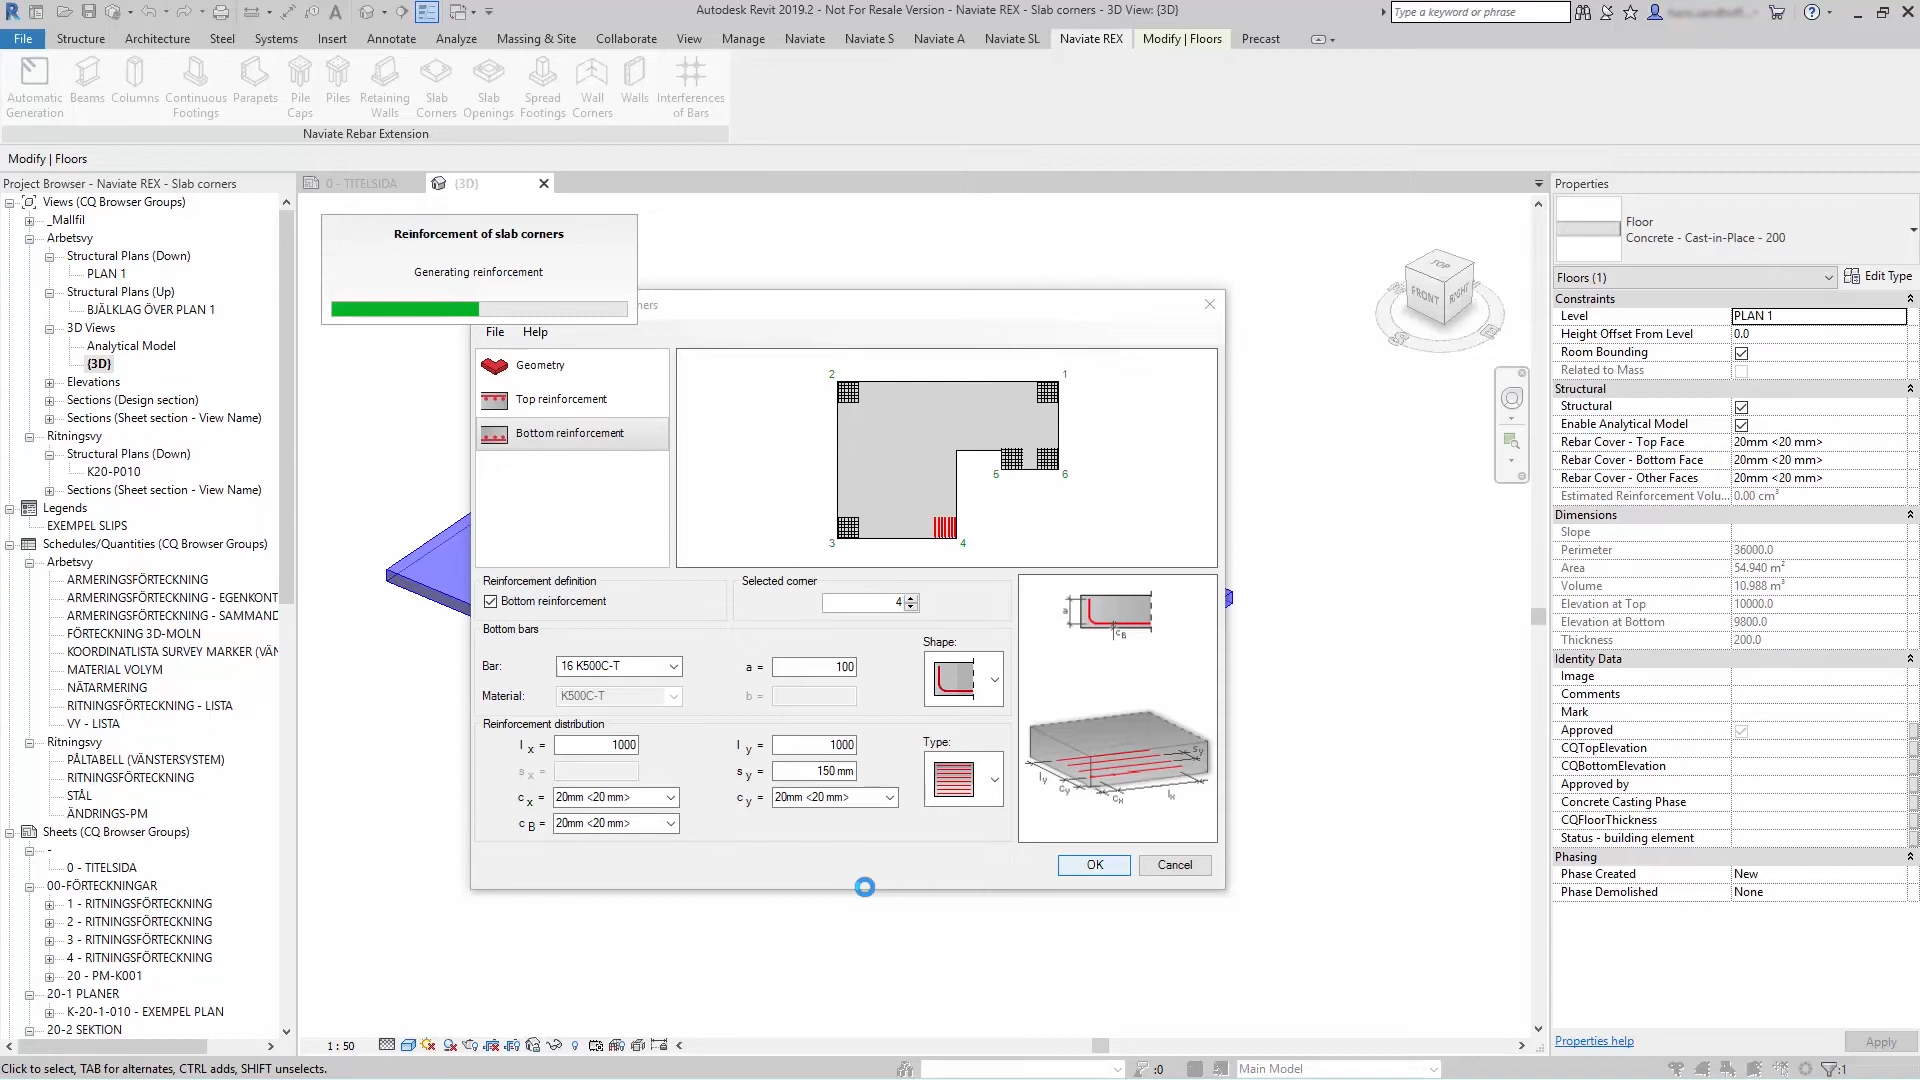 Autodesk Revit 2019.2 - Not For Resale Version - Naviate REX - Slab corners - 3D View: {3D}
Type a keyword or phrase
File Structure Architecture Steel Systems Insert Annotate Analyze Massing & Site Collaborate View Manage Naviate Naviate S Naviate A Naviate SL Naviate REX Modify | Floors Precast
Automatic Generation
Beams
Columns
Continuous Footings
Parapets
Pile Caps
Piles
Retaining Walls
Slab Corners
Slab Openings
Spread Footings
Wall Corners
Walls
Interferences of Bars
Naviate Rebar Extension
Modify | Floors
Project Browser - Naviate REX - Slab corners
Views (CQ Browser Groups)
_Mallfil
Arbetsvy
Structural Plans (Down)
PLAN 1
Structural Plans (Up)
BJÄLKLAG ÖVER PLAN 1
3D Views
Analytical Model
{3D}
Elevations
Sections (Design section)
Sections (Sheet section - View Name)
Ritningsvy
Structural Plans (Down)
K20-P010
Sections (Sheet section - View Name)
Legends
EXEMPEL SLIPS
Schedules/Quantities (CQ Browser Groups)
Arbetsvy
ARMERINGSFÖRTECKNING
ARMERINGSFÖRTECKNING - EGENKONT
ARMERINGSFÖRTECKNING - SAMMAND
FÖRTECKNING 3D-MOLN
KOORDINATLISTA SURVEY MARKER (VÄN
MATERIAL VOLYM
NÄTARMERING
RITNINGSFÖRTECKNING - LISTA
VY - LISTA
Ritningsvy
PÅLTABELL (VÄNSTERSYSTEM)
RITNINGSFÖRTECKNING
STÅL
ÄNDRINGS-PM
Sheets (CQ Browser Groups)
-
0 - TITELSIDA
00-FÖRTECKNINGAR
1 - RITNINGSFÖRTECKNING
2 - RITNINGSFÖRTECKNING
3 - RITNINGSFÖRTECKNING
4 - RITNINGSFÖRTECKNING
20 - PM-K001
20-1 PLANER
K-20-1-010 - EXEMPEL PLAN
20-2 SEKTION
0 - TITELSIDA
{3D}
TOP
FRONT
RIGHT
Reinforcement of slab corners
Generating reinforcement
ners
File Help
Geometry
Top reinforcement
Bottom reinforcement
2
1
5
6
3
4
Reinforcement definition
Bottom reinforcement
Selected corner
4
Bottom bars
Bar: 16 K500C-T
Material: K500C-T
a = 100
b =
Shape:
Reinforcement distribution
l x = 1000
s x =
c x = 20mm <20 mm>
c B = 20mm <20 mm>
l y = 1000
s y = 150 mm
c y = 20mm <20 mm>
Type:
a
cB
sy
ly
cy
cx
lx
OK
Cancel
Properties
Floor
Concrete - Cast-in-Place - 200
Floors (1)
Edit Type
Constraints
Level PLAN 1
Height Offset From Level 0.0
Room Bounding
Related to Mass
Structural
Structural
Enable Analytical Model
Rebar Cover - Top Face 20mm <20 mm>
Rebar Cover - Bottom Face 20mm <20 mm>
Rebar Cover - Other Faces 20mm <20 mm>
Estimated Reinforcement Volu... 0.00 cm³
Dimensions
Slope
Perimeter 36000.0
Area 54.940 m²
Volume 10.988 m³
Elevation at Top 10000.0
Elevation at Bottom 9800.0
Thickness 200.0
Identity Data
Image
Comments
Mark
Approved
CQTopElevation
CQBottomElevation
Approved by
Concrete Casting Phase
CQFloorThickness
Status - building element
Phasing
Phase Created New
Phase Demolished None
Properties help
Apply
1 : 50
Click to select, TAB for alternates, CTRL adds, SHIFT unselects.
:0
Main Model
:1